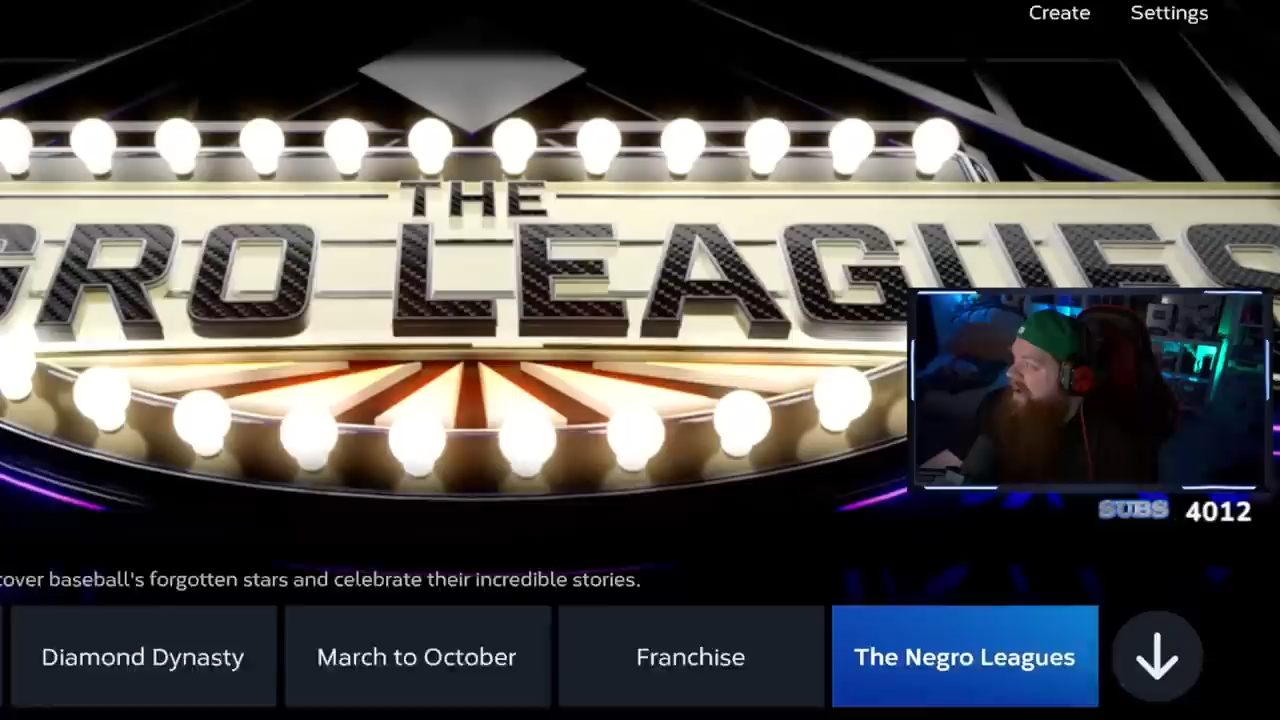 Create Settings
THE
GRO LEAGUES
cover baseball's forgotten stars and celebrate their incredible stories.
SUBS 4012
Diamond Dynasty March to October Franchise The Negro Leagues